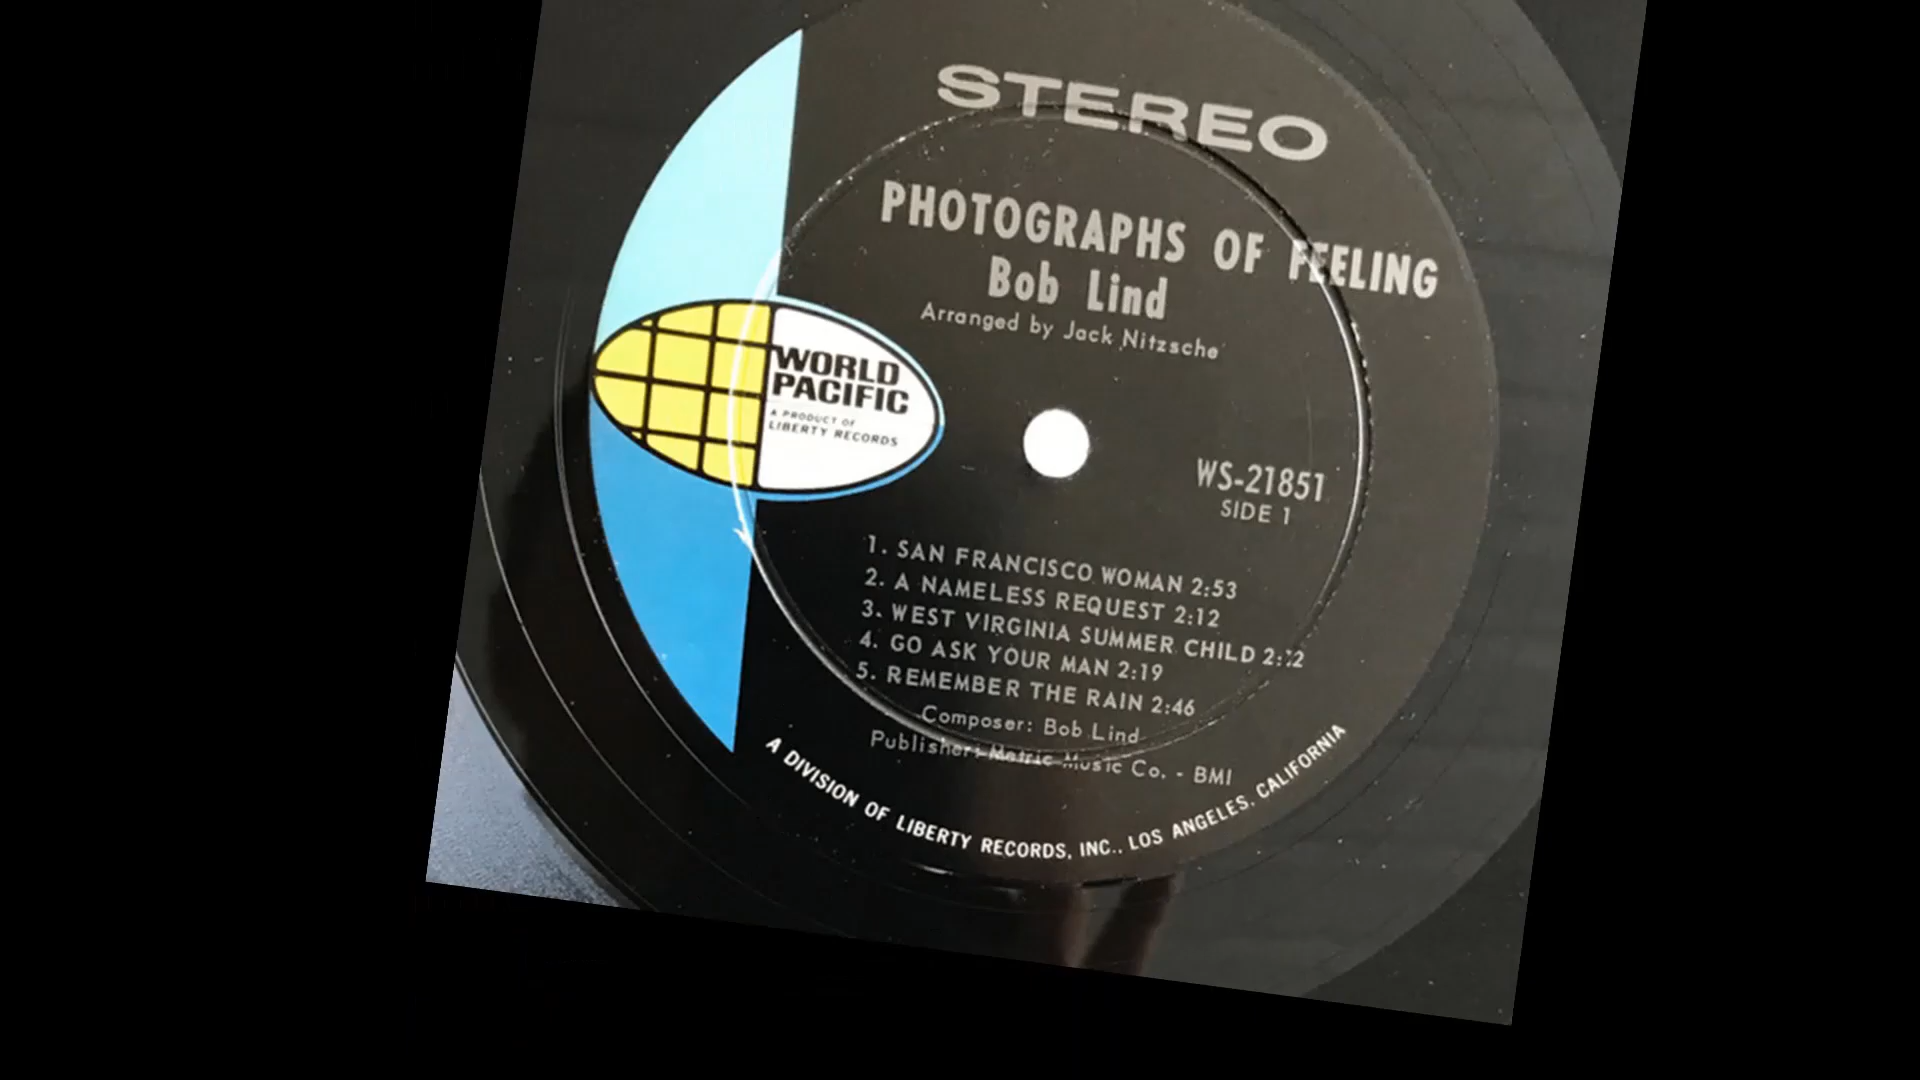 STEREO
PHOTOGRAPHS OF FEELING
Bob Lind
Arranged by Jack Nitzsche
WORLD
PACIFIC
A PRODUCT OF
LIBERTY RECORDS
WS-21851
SIDE 1
1. SAN FRANCISCO WOMAN 2:53
2. A NAMELESS REQUEST 2:12
3. WEST VIRGINIA SUMMER CHILD
4. GO ASK YOUR MAN 2:19
5. REMEMBER THE RAIN 2:46
Composer: Bob Lind
Publisher: Metric Music Co. - BMI
A DIVISION OF LIBERTY RECORDS, INC., LOS ANGELES, CALIFORNIA